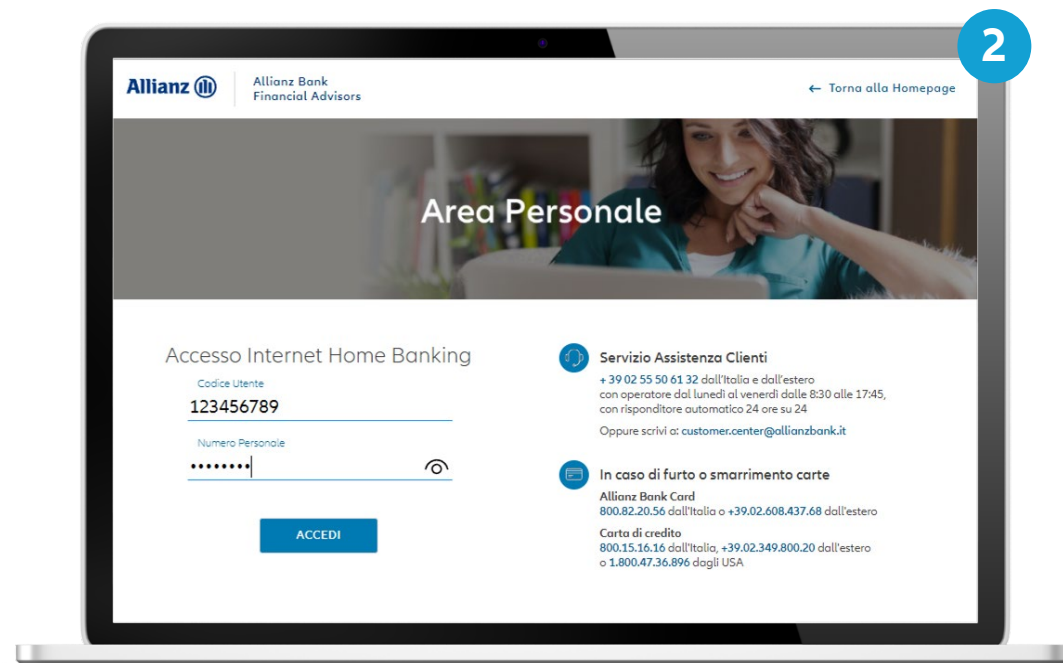 2
Allianz
Allianz Bank
Financial Advisors
← Torna alla Homepage
Area Personale
Accesso Internet Home Banking
Codice Utente
123456789
Numero Personale
••••••••
ACCEDI
Servizio Assistenza Clienti
+ 39 02 55 50 61 32 dall'Italia e dall'estero
con operatore dal lunedì al venerdì dalle 8:30 alle 17:45,
con risponditore automatico 24 ore su 24
Oppure scrivi a: customer.center@allianzbank.it
In caso di furto o smarrimento carte
Allianz Bank Card
800.82.20.56 dall'Italia o +39.02.608.437.68 dall'estero
Carta di credito
800.15.16.16 dall'Italia, +39.02.349.800.20 dall'estero
o 1.800.47.36.896 dagli USA